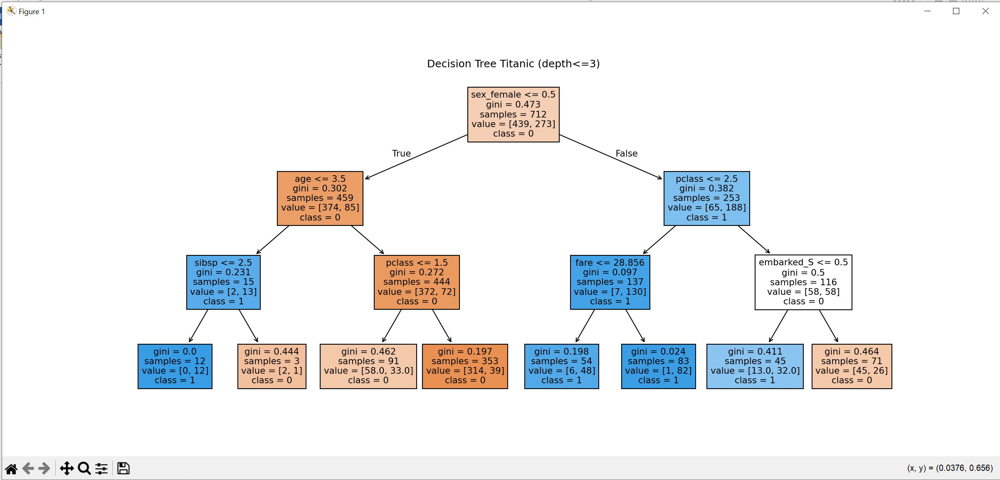 Figure 1
Decision Tree Titanic (depth<=3)
sex_female <= 0.5
gini = 0.473
samples = 712
value = [439, 273]
class = 0
True
False
age <= 3.5
gini = 0.302
samples = 459
value = [374, 85]
class = 0
pclass <= 2.5
gini = 0.382
samples = 253
value = [65, 188]
class = 1
sibsp <= 2.5
gini = 0.231
samples = 15
value = [2, 13]
class = 1
pclass <= 1.5
gini = 0.272
samples = 444
value = [372, 72]
class = 0
fare <= 28.856
gini = 0.097
samples = 137
value = [7, 130]
class = 1
embarked_S <= 0.5
gini = 0.5
samples = 116
value = [58, 58]
class = 0
gini = 0.0
samples = 12
value = [0, 12]
class = 1
gini = 0.444
samples = 3
value = [2, 1]
class = 0
gini = 0.462
samples = 91
value = [58.0, 33.0]
class = 0
gini = 0.197
samples = 353
value = [314, 39]
class = 0
gini = 0.198
samples = 54
value = [6, 48]
class = 1
gini = 0.024
samples = 83
value = [1, 82]
class = 1
gini = 0.411
samples = 45
value = [13.0, 32.0]
class = 1
gini = 0.464
samples = 71
value = [45, 26]
class = 0
(x, y) = (0.0376, 0.656)